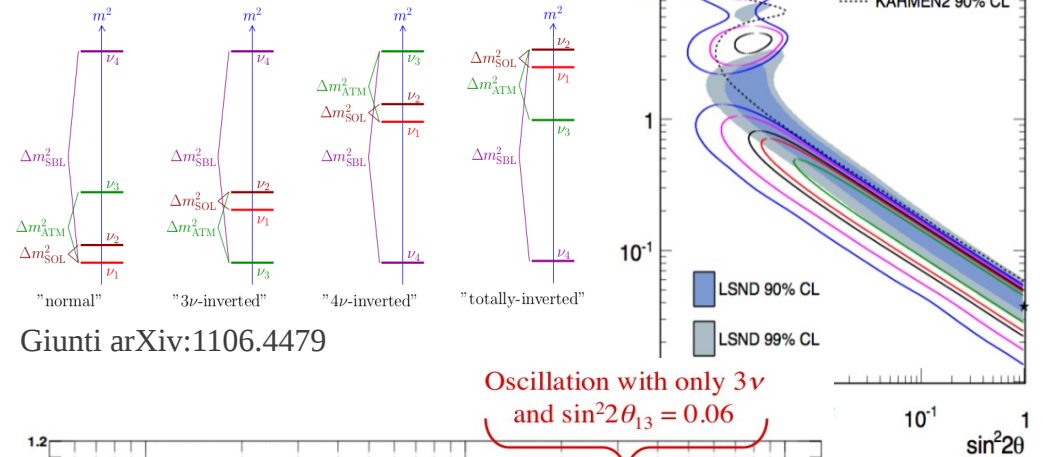 m²
ν₄
Δm²SBL
ν₃
Δm²ATM
ν₂
Δm²SOL
ν₁
"normal"
m²
ν₄
Δm²SBL
ν₂
Δm²SOL
ν₁
Δm²ATM
ν₃
"3ν-inverted"
m²
ν₃
Δm²ATM
ν₂
Δm²SOL
ν₁
Δm²SBL
ν₄
"4ν-inverted"
m²
ν₂
Δm²SOL
ν₁
Δm²ATM
ν₃
Δm²SBL
ν₄
"totally-inverted"
Giunti arXiv:1106.4479
KARMEN2 90% CL
1
10⁻¹
LSND 90% CL
LSND 99% CL
10⁻¹
1
sin²2θ
Oscillation with only 3ν
and sin²2θ₁₃ = 0.06
1.2